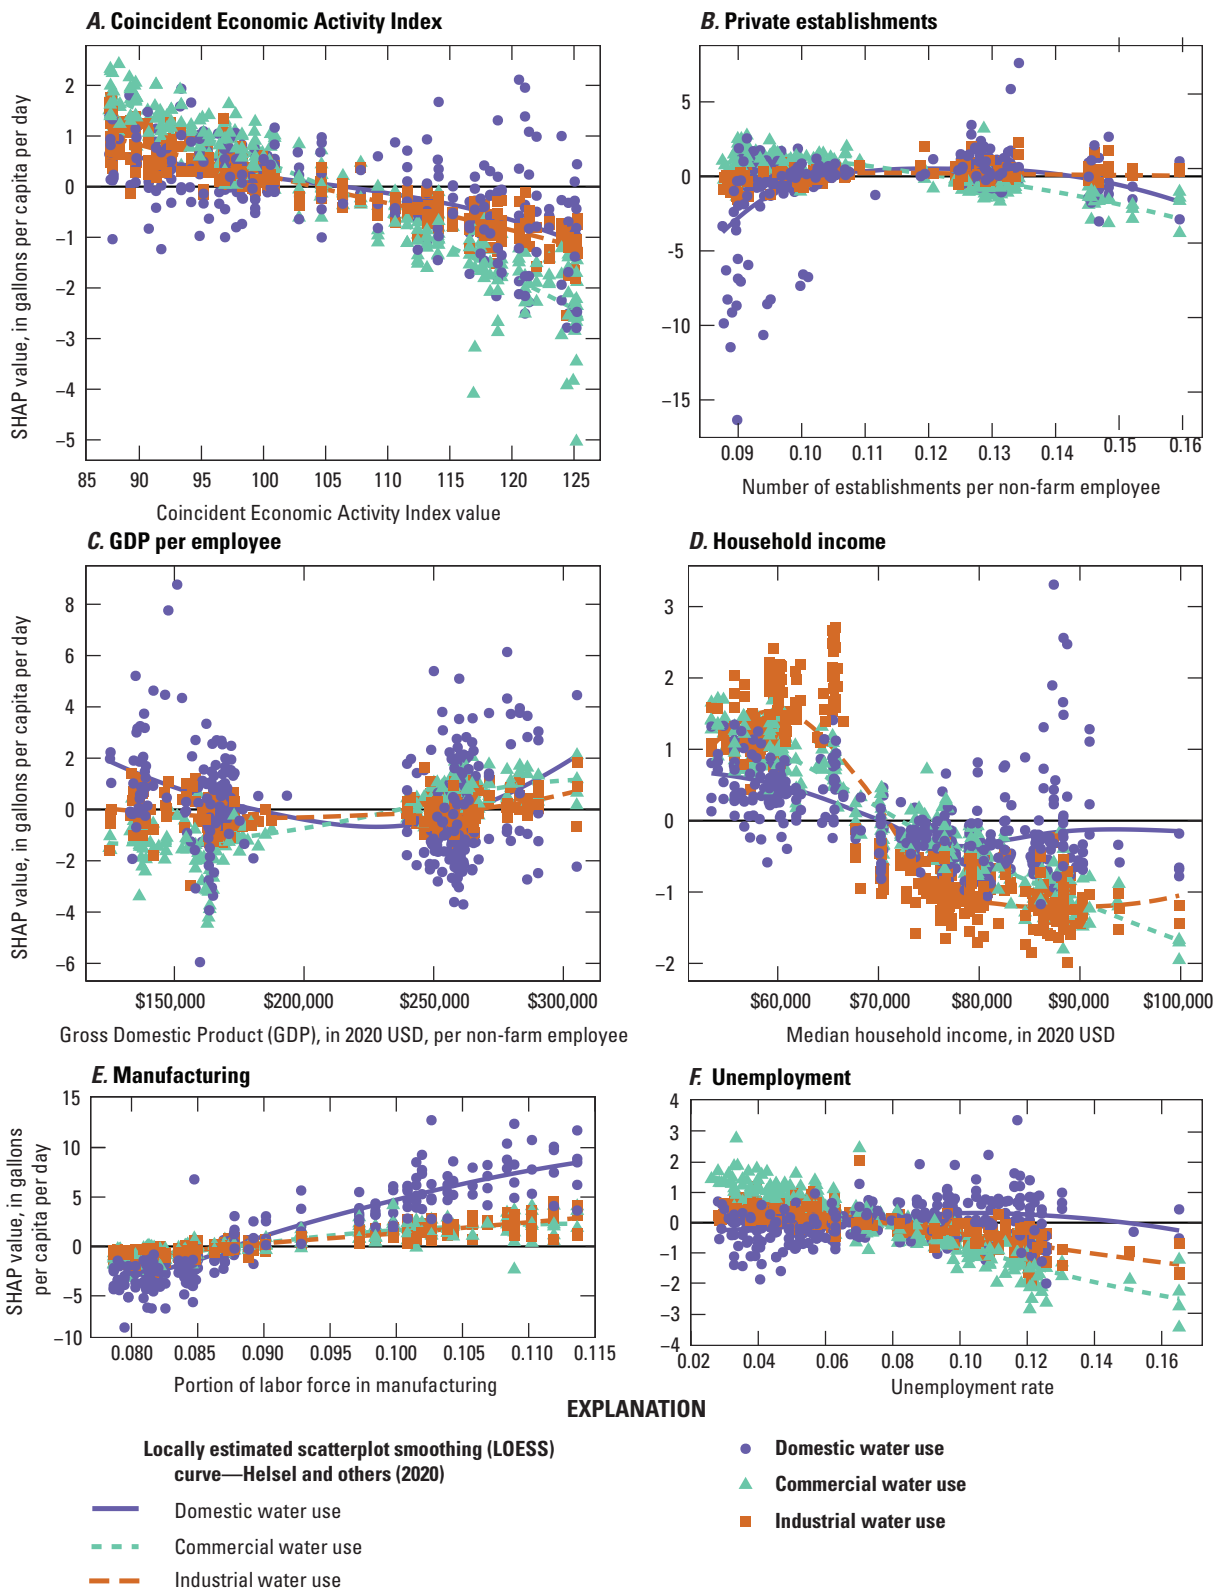 A. Coincident Economic Activity Index
B. Private establishments
SHAP value, in gallons per capita per day
2
1
0
−1
−2
−3
−4
−5
85 90 95 100 105 110 115 120 125
Coincident Economic Activity Index value
5
0
−5
−10
−15
0.09 0.10 0.11 0.12 0.13 0.14 0.15 0.16
Number of establishments per non-farm employee
C. GDP per employee
D. Household income
SHAP value, in gallons per capita per day
8
6
4
2
0
−2
−4
−6
$150,000 $200,000 $250,000 $300,000
Gross Domestic Product (GDP), in 2020 USD, per non-farm employee
3
2
1
0
−1
−2
$60,000 $70,000 $80,000 $90,000 $100,000
Median household income, in 2020 USD
E. Manufacturing
F. Unemployment
SHAP value, in gallons
per capita per day
15
10
5
0
−5
−10
0.080 0.085 0.090 0.095 0.100 0.105 0.110 0.115
Portion of labor force in manufacturing
4
3
2
1
0
−1
−2
−3
−4
0.02 0.04 0.06 0.08 0.10 0.12 0.14 0.16
Unemployment rate
EXPLANATION
Locally estimated scatterplot smoothing (LOESS)
curve—Helsel and others (2020)
Domestic water use
Commercial water use
Industrial water use
Domestic water use
Commercial water use
Industrial water use